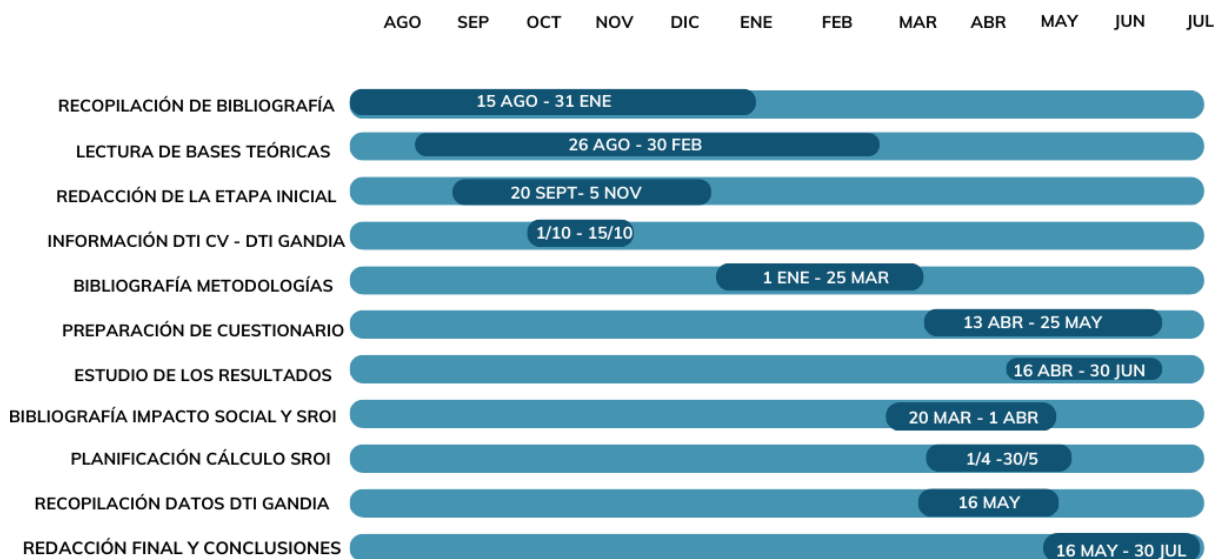 AGO SEP OCT NOV DIC ENE FEB MAR ABR MAY JUN JUL
RECOPILACIÓN DE BIBLIOGRAFÍA 15 AGO - 31 ENE
LECTURA DE BASES TEÓRICAS 26 AGO - 30 FEB
REDACCIÓN DE LA ETAPA INICIAL 20 SEPT- 5 NOV
INFORMACIÓN DTI CV - DTI GANDIA 1/10 - 15/10
BIBLIOGRAFÍA METODOLOGÍAS 1 ENE - 25 MAR
PREPARACIÓN DE CUESTIONARIO 13 ABR - 25 MAY
ESTUDIO DE LOS RESULTADOS 16 ABR - 30 JUN
BIBLIOGRAFÍA IMPACTO SOCIAL Y SROI 20 MAR - 1 ABR
PLANIFICACIÓN CÁLCULO SROI 1/4 -30/5
RECOPILACIÓN DATOS DTI GANDIA 16 MAY
REDACCIÓN FINAL Y CONCLUSIONES 16 MAY - 30 JUL